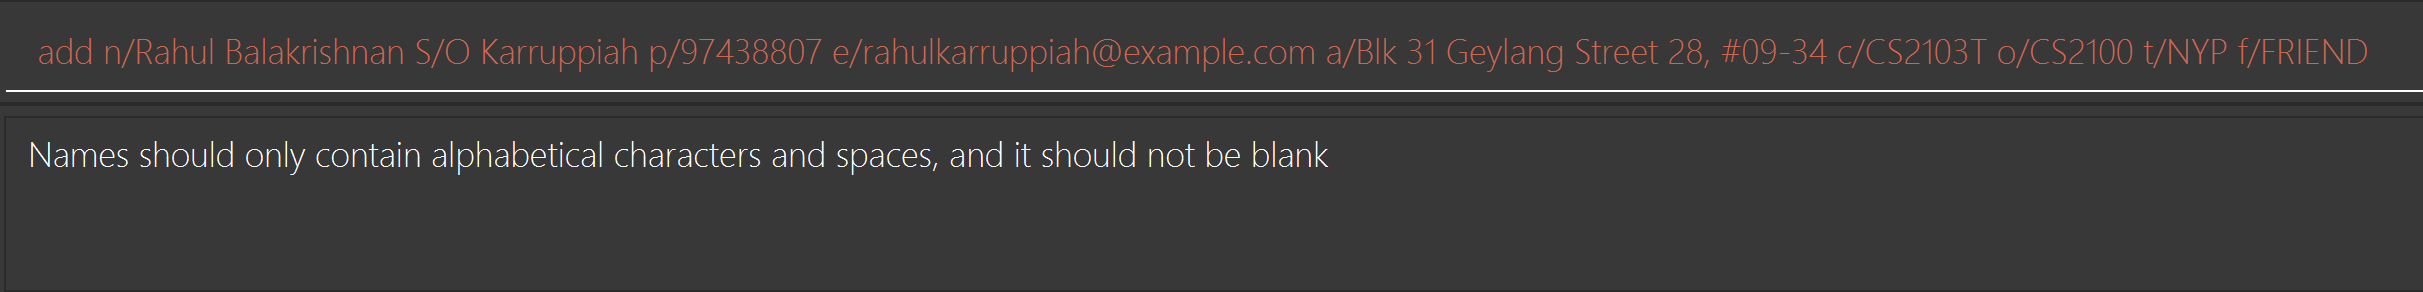 add n/Rahul Balakrishnan S/O Karruppiah p/97438807 e/rahulkarruppiah@example.com a/Blk 31 Geylang Street 28, #09-34 c/CS2103T o/CS2100 t/NYP f/FRIEND
Names should only contain alphabetical characters and spaces, and it should not be blank